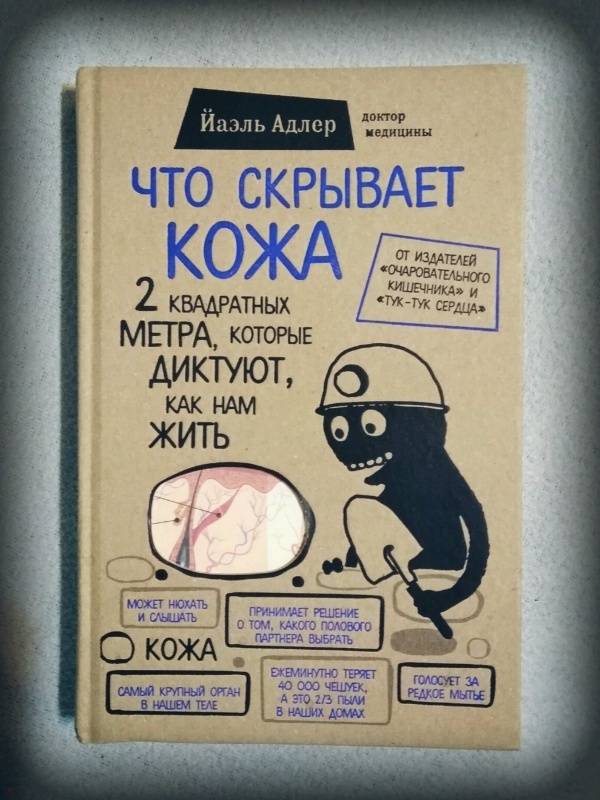 Йаэль Адлер
доктор
медицины
ЧТО СКРЫВАЕТ
КОЖА
2 КВАДРАТНЫХ
МЕТРА, КОТОРЫЕ
ДИКТУЮТ,
КАК НАМ
ЖИТЬ
ОТ ИЗДАТЕЛЕЙ
«ОЧАРОВАТЕЛЬНОГО
КИШЕЧНИКА» И
«ТУК-ТУК СЕРДЦА»
МОЖЕТ НЮХАТЬ
И СЛЫШАТЬ
ПРИНИМАЕТ РЕШЕНИЕ
О ТОМ, КАКОГО ПОЛОВОГО
ПАРТНЕРА ВЫБРАТЬ
КОЖА
САМЫЙ КРУПНЫЙ ОРГАН
В НАШЕМ ТЕЛЕ
ЕЖЕМИНУТНО ТЕРЯЕТ
40 000 ЧЕШУЕК,
А ЭТО 2/3 ПЫЛИ
В НАШИХ ДОМАХ
ГОЛОСУЕТ ЗА
РЕДКОЕ МЫТЬЕ